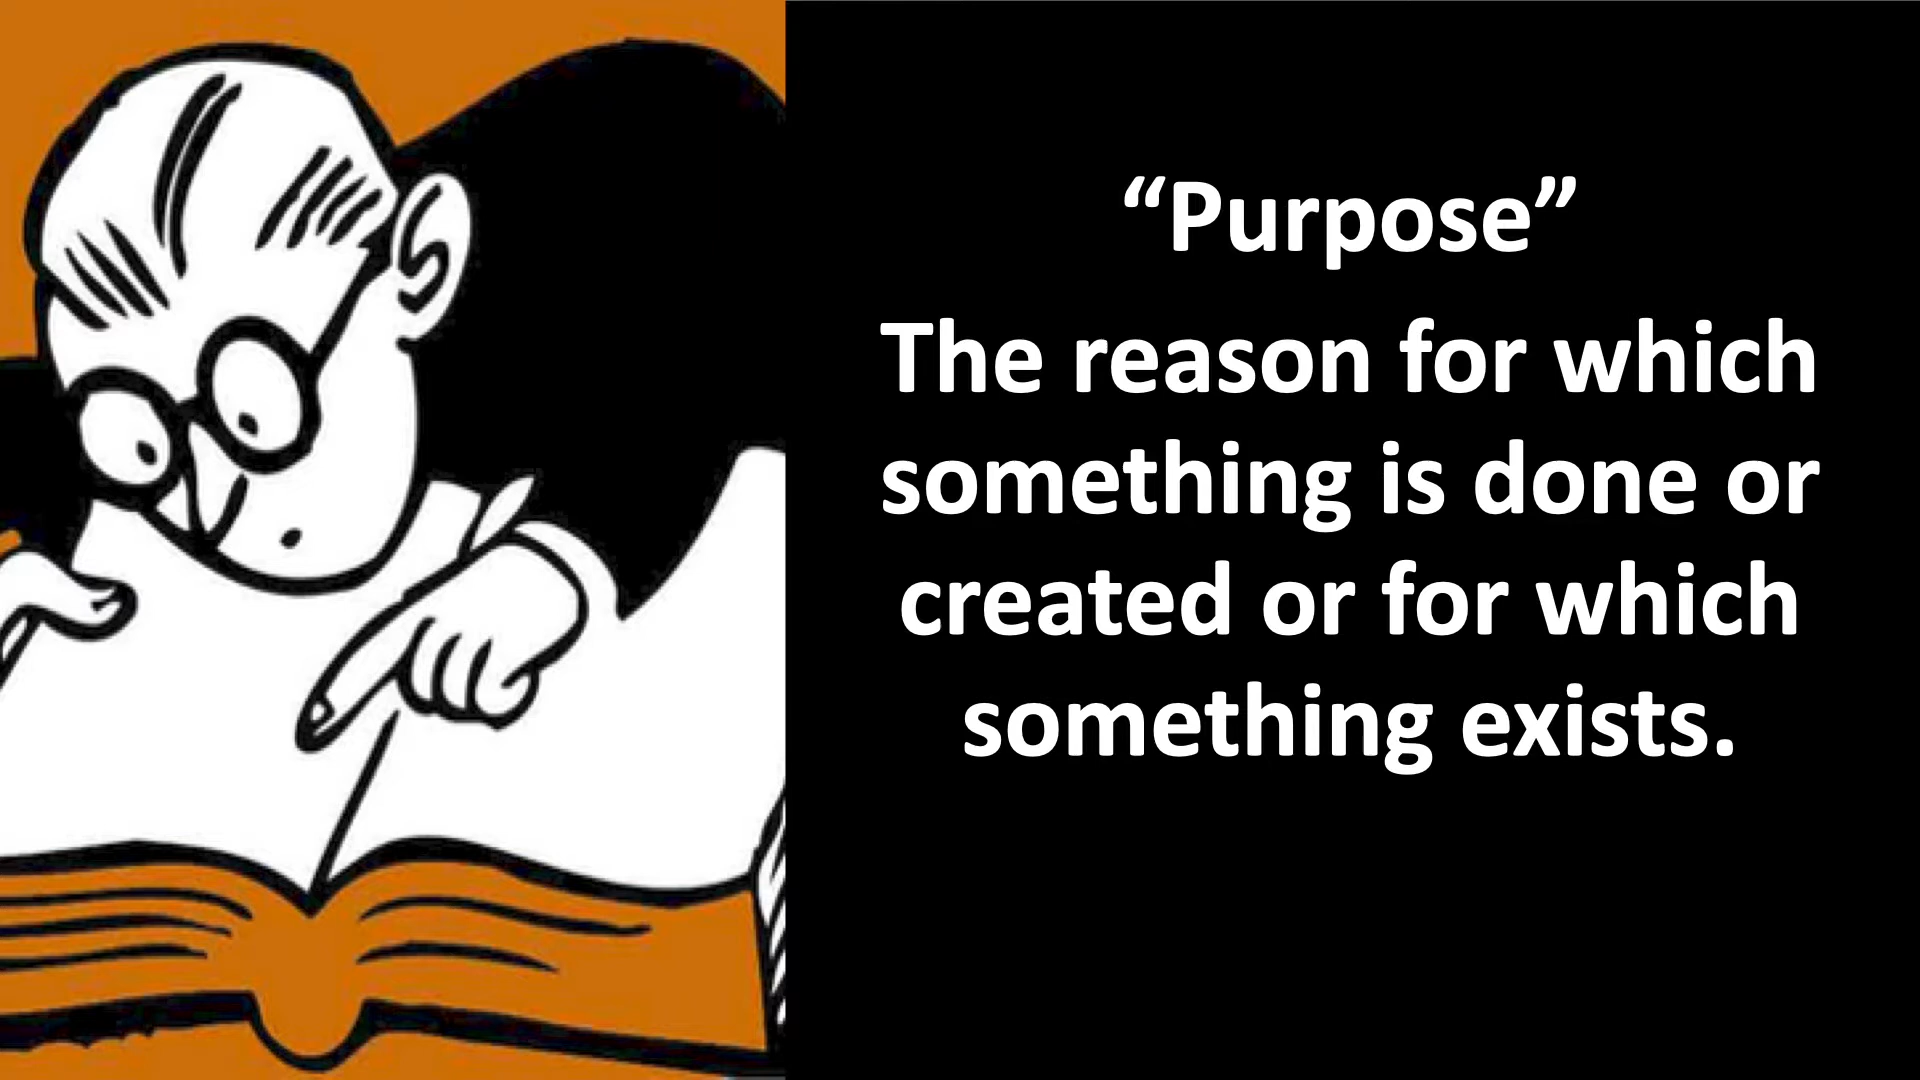 “Purpose”
The reason for which
something is done or
created or for which
something exists.